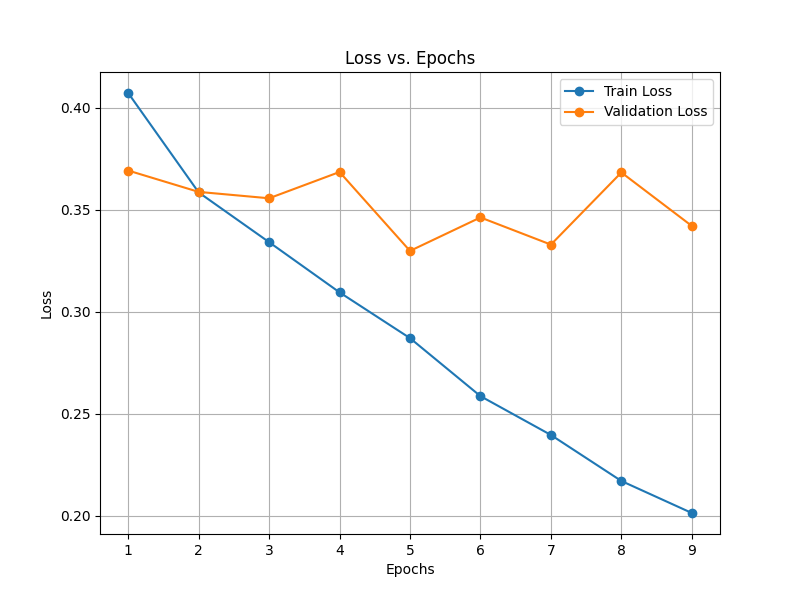 Loss vs. Epochs
Train Loss
Validation Loss
0.40
0.35
0.30
0.25
0.20
Loss
1 2 3 4 5 6 7 8 9
Epochs